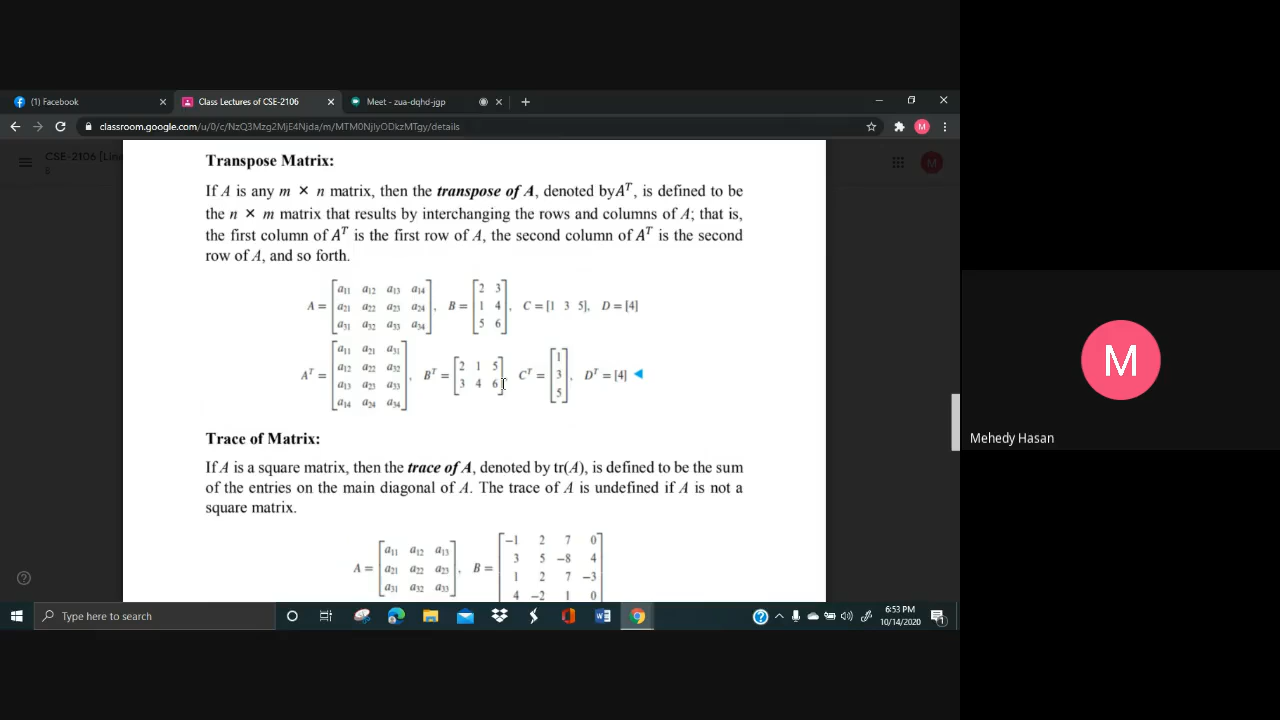 (1) Facebook
Class Lectures of CSE-2106
Meet - zua-dqhd-jgp
classroom.google.com/u/0/c/NzQ3Mzg2MjE4Njda/m/MTM0NjIyODkzMTgy/details
M
CSE-2106 [Line
s
M
Transpose Matrix:
If A is any m × n matrix, then the transpose of A, denoted by A^T, is defined to be
the n × m matrix that results by interchanging the rows and columns of A; that is,
the first column of A^T is the first row of A, the second column of A^T is the second
row of A, and so forth.
A = [a11 a12 a13 a14; a21 a22 a23 a24; a31 a32 a33 a34], B = [2 3; 1 4; 5 6], C = [1 3 5], D = [4]
A^T = [a11 a21 a31; a12 a22 a32; a13 a23 a33; a14 a24 a34], B^T = [2 1 5; 3 4 6], C^T = [1; 3; 5], D^T = [4]
Trace of Matrix:
If A is a square matrix, then the trace of A, denoted by tr(A), is defined to be the sum
of the entries on the main diagonal of A. The trace of A is undefined if A is not a
square matrix.
A = [a11 a12 a13; a21 a22 a23; a31 a32 a33], B = [−1 2 7 0; 3 5 −8 4; 1 2 7 −3; 4 −2 1 0]
M
Mehedy Hasan
Type here to search
6:53 PM
10/14/2020